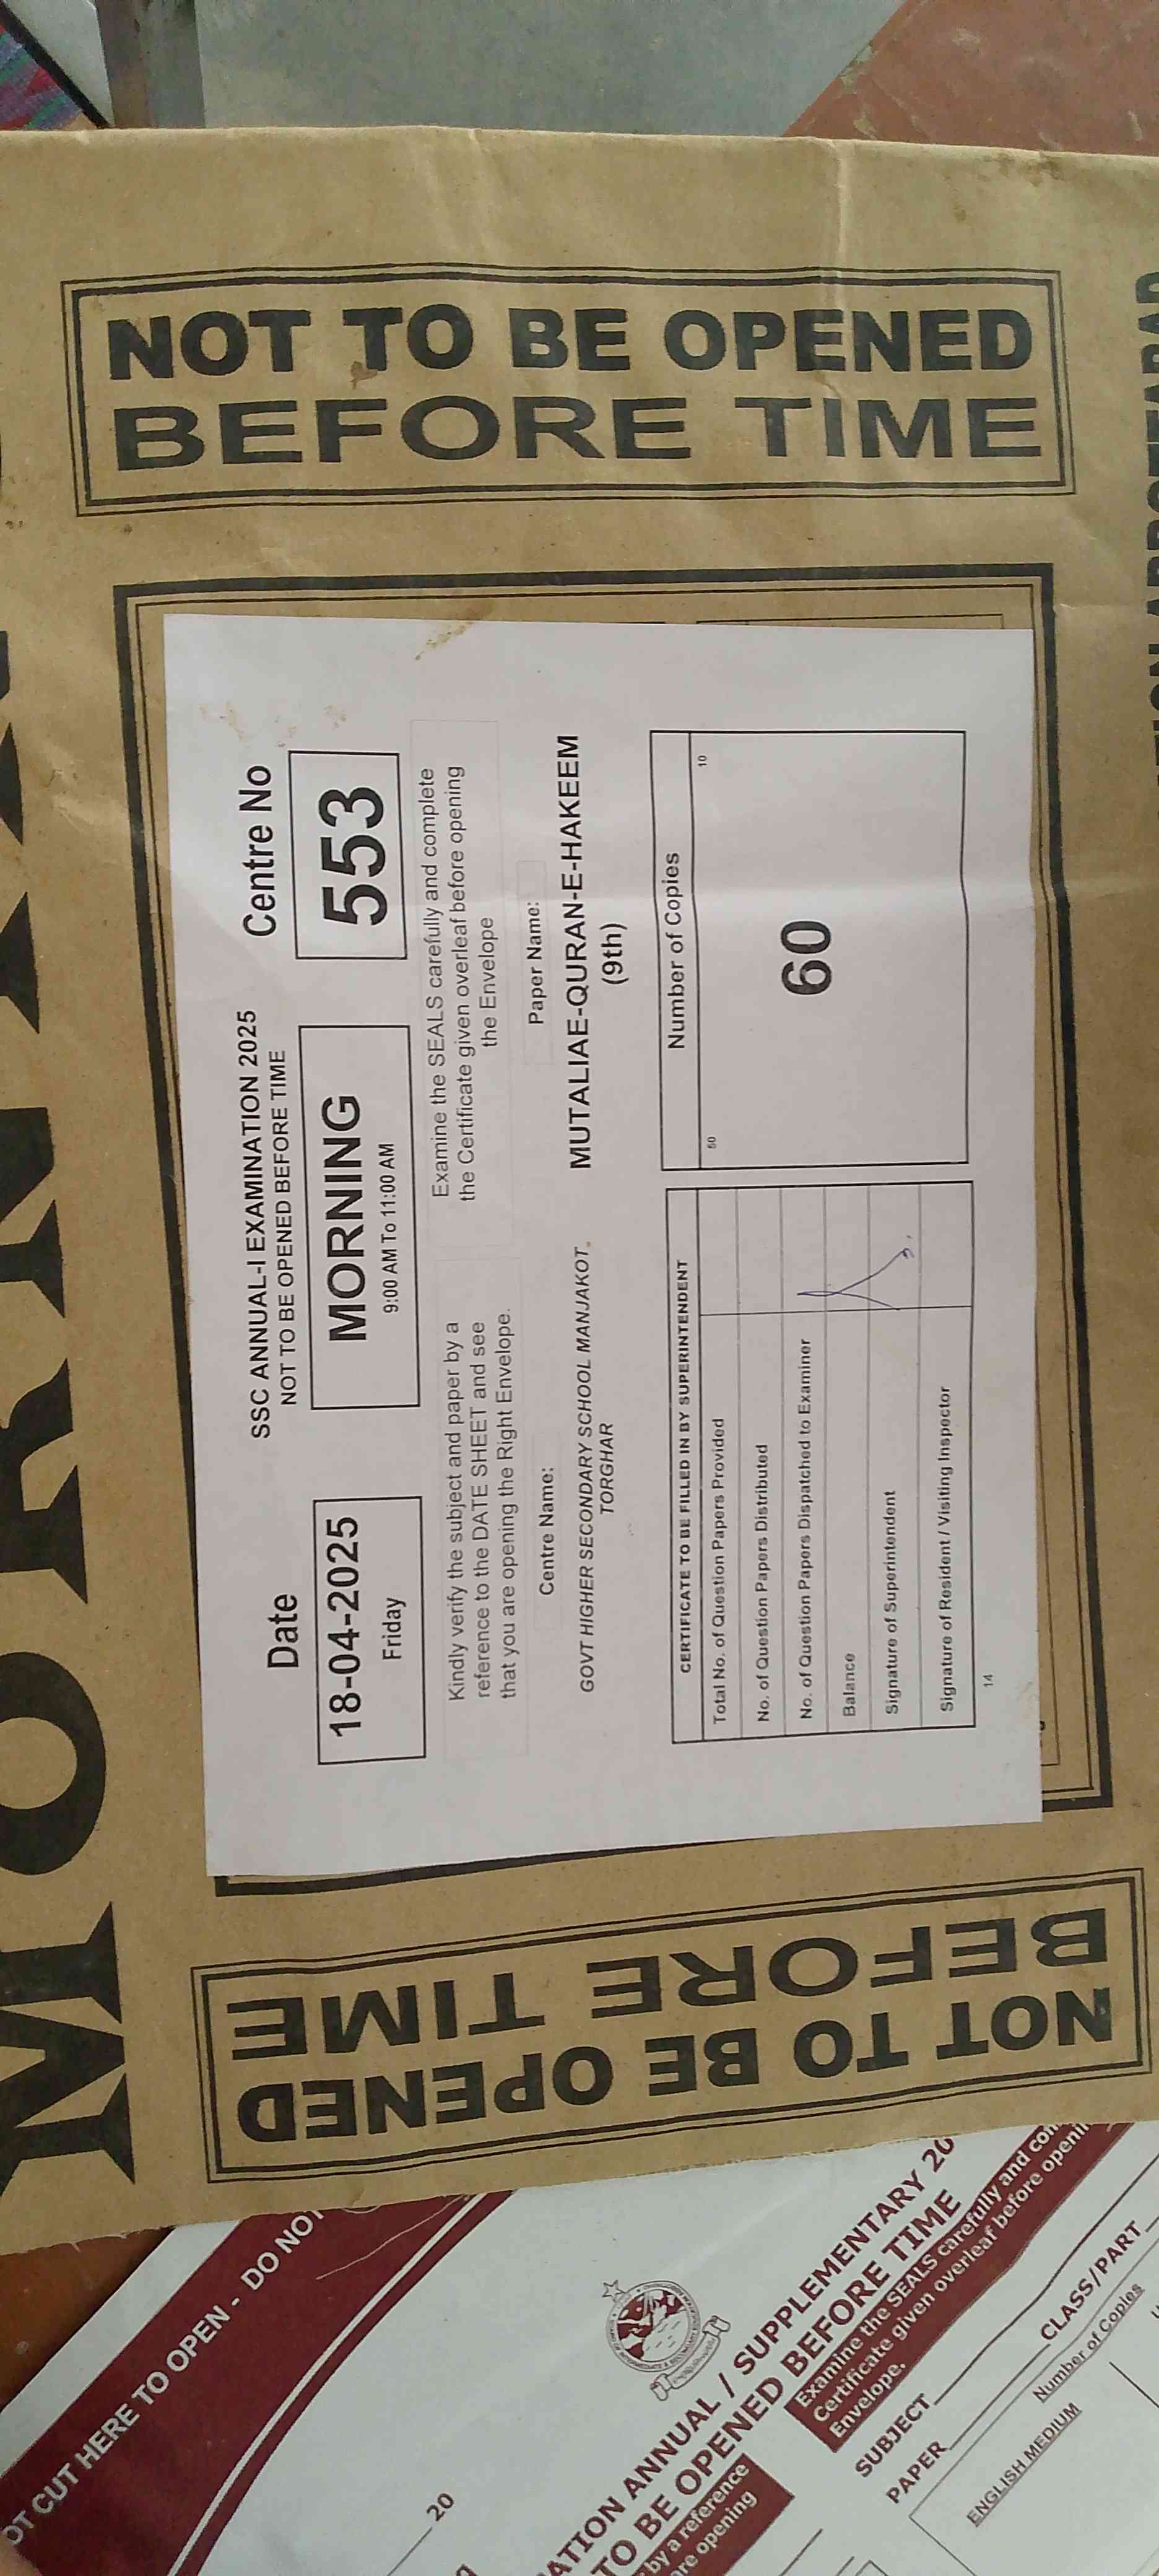 MORNING
NOT TO BE OPENED
BEFORE TIME
SSC ANNUAL-I EXAMINATION 2025
NOT TO BE OPENED BEFORE TIME
Date
18-04-2025
Friday
MORNING
9:00 AM To 11:00 AM
Centre No
553
Kindly verify the subject and paper by a
reference to the DATE SHEET and see
that you are opening the Right Envelope.
Examine the SEALS carefully and complete
the Certificate given overleaf before opening
the Envelope
Centre Name:
GOVT HIGHER SECONDARY SCHOOL MANJAKOT
TORGHAR
Paper Name:
MUTALIAE-QURAN-E-HAKEEM
(9th)
CERTIFICATE TO BE FILLED IN BY SUPERINTENDENT
Total No. of Question Papers Provided
No. of Question Papers Distributed
No. of Question Papers Dispatched to Examiner
Balance
Signature of Superintendent
Signature of Resident / Visiting Inspector
14
Number of Copies
50 10
60
NOT TO BE OPENED
BEFORE TIME
CUT HERE TO OPEN - DO NOT
20
ANNUAL / SUPPLEMENTARY 20
TO BE OPENED BEFORE TIME
by a reference
opening
Examine the SEALS carefully and
Certificate given overleaf before
Envelope.
SUBJECT
CLASS/PART
PAPER
Number of Copies
ENGLISH MEDIUM